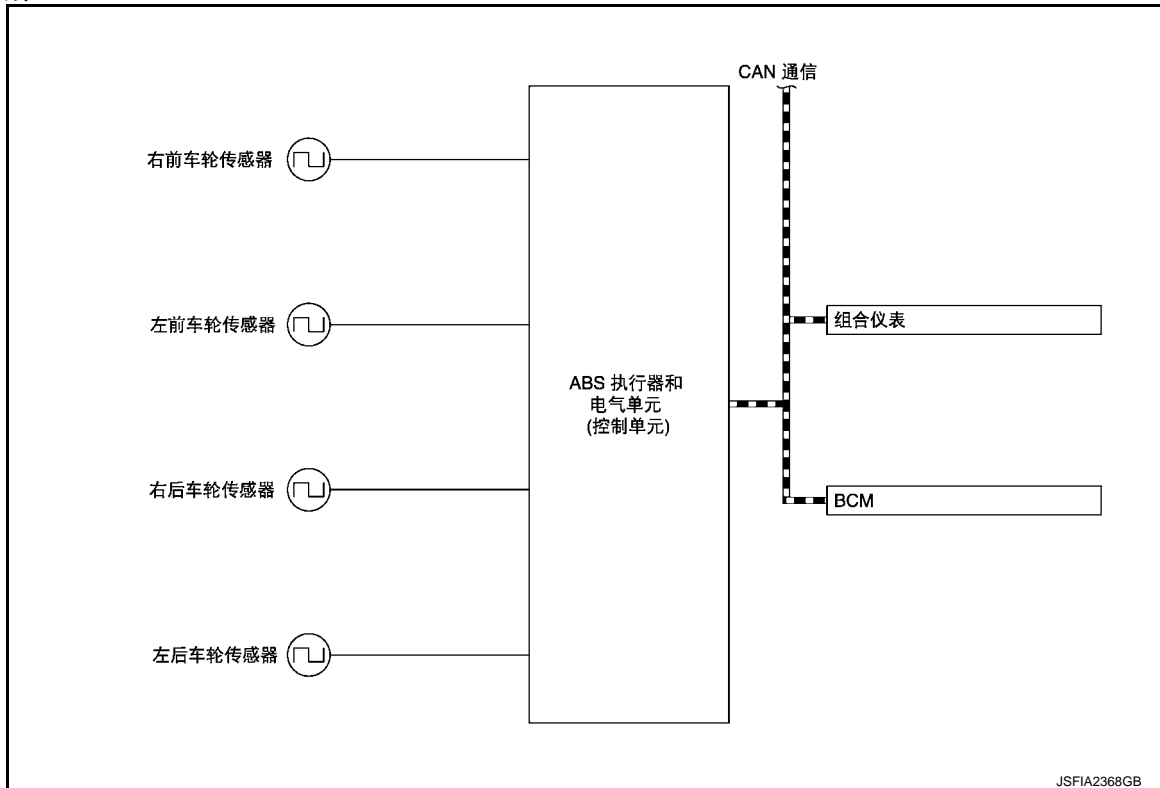 CAN 通信
右前车轮传感器
左前车轮传感器
组合仪表
ABS 执行器和
电气单元
(控制单元)
右后车轮传感器
BCM
左后车轮传感器
JSFIA2368GB